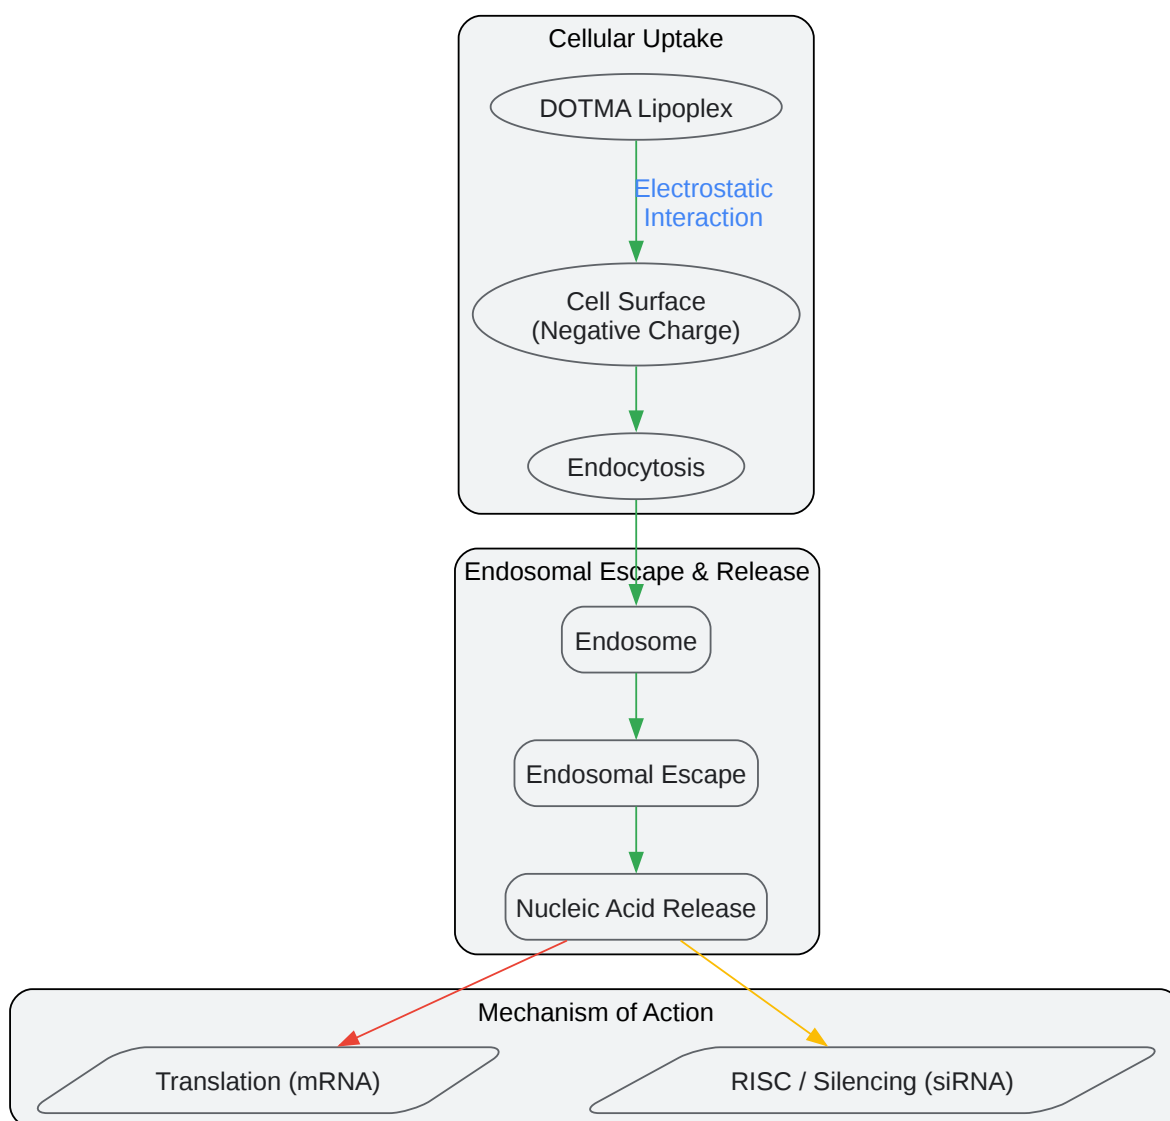 Cellular Uptake
DOTMA Lipoplex
Electrostatic
Interaction
Cell Surface
(Negative Charge)
Endocytosis
Endosomal Escape & Release
Endosome
Endosomal Escape
Nucleic Acid Release
Mechanism of Action
Translation (mRNA)
RISC / Silencing (siRNA)